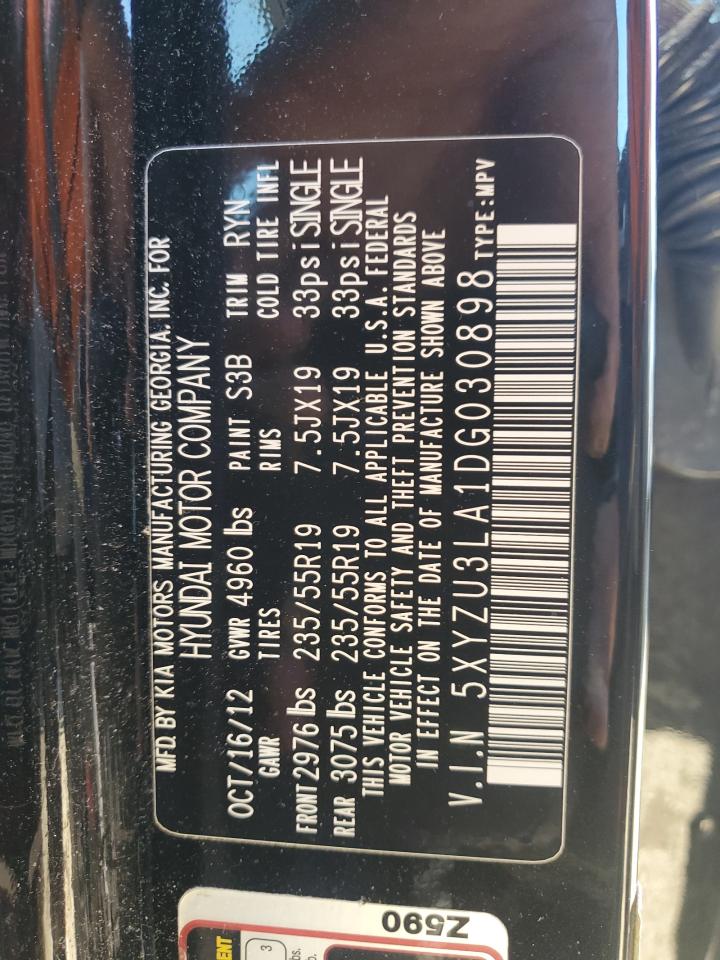 MFD BY KIA MOTORS MANUFACTURING GEORGIA. INC. FOR
HYUNDAI MOTOR COMPANY
OCT/16/12 GVWR 4960 lbs PAINT S3B TRIM RYN
GAWR TIRES RIMS COLD TIRE INFL
FRONT 2976 lbs 235/55R19 7.5JX19 33psi SINGLE
REAR 3075 lbs 235/55R19 7.5JX19 33psi SINGLE
THIS VEHICLE CONFORMS TO ALL APPLICABLE U.S.A. FEDERAL
MOTOR VEHICLE SAFETY AND THEFT PREVENTION STANDARDS
IN EFFECT ON THE DATE OF MANUFACTURE SHOWN ABOVE
V.I.N 5XYZU3LA1DG030898 TYPE:MPV
Z590
3